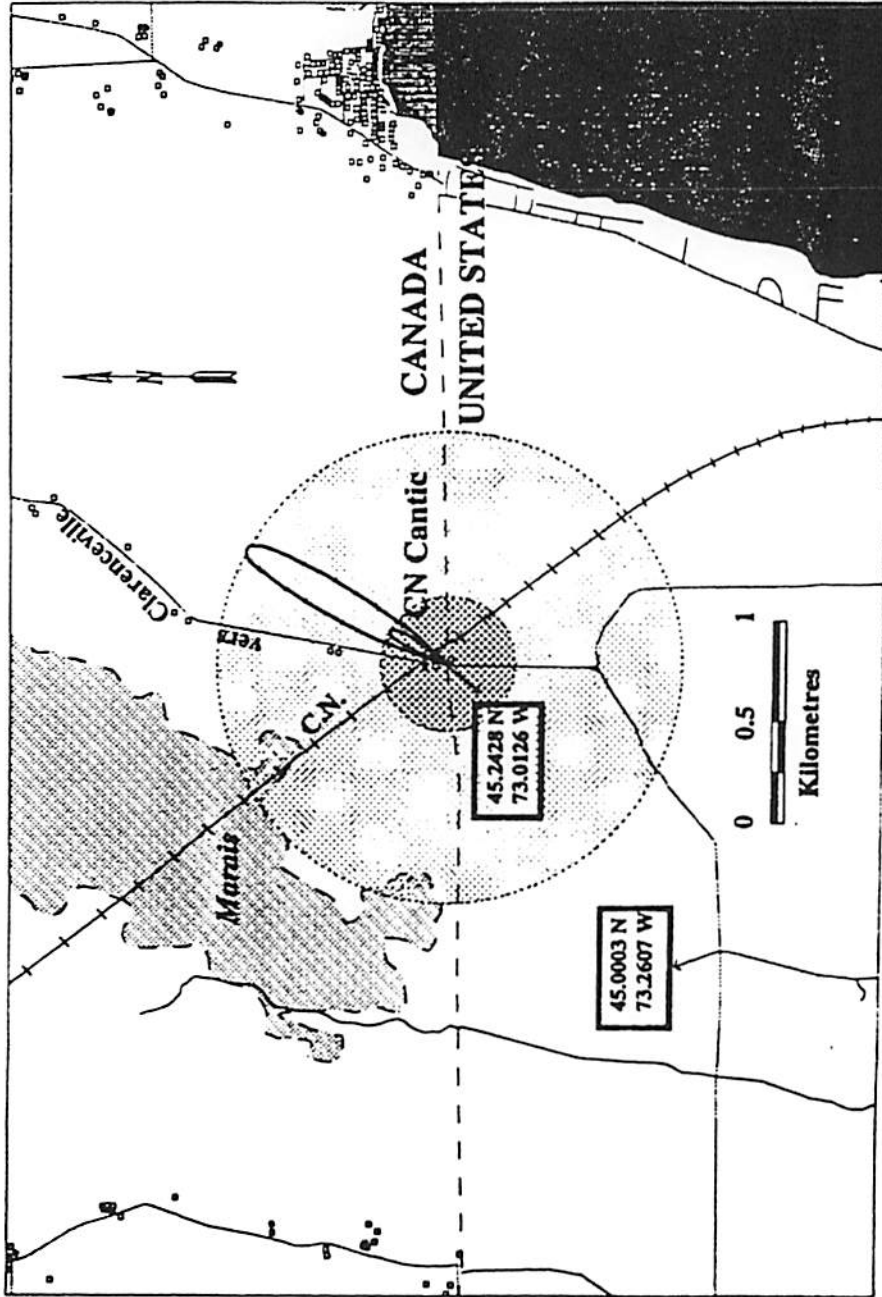 N
CANADA
UNITED STATES
Clarenceville
vers
CN Cantic
C.N.
Marais
45.2428 N
73.0126 W
45.0003 N
73.2607 W
0 0.5 1
Kilometres